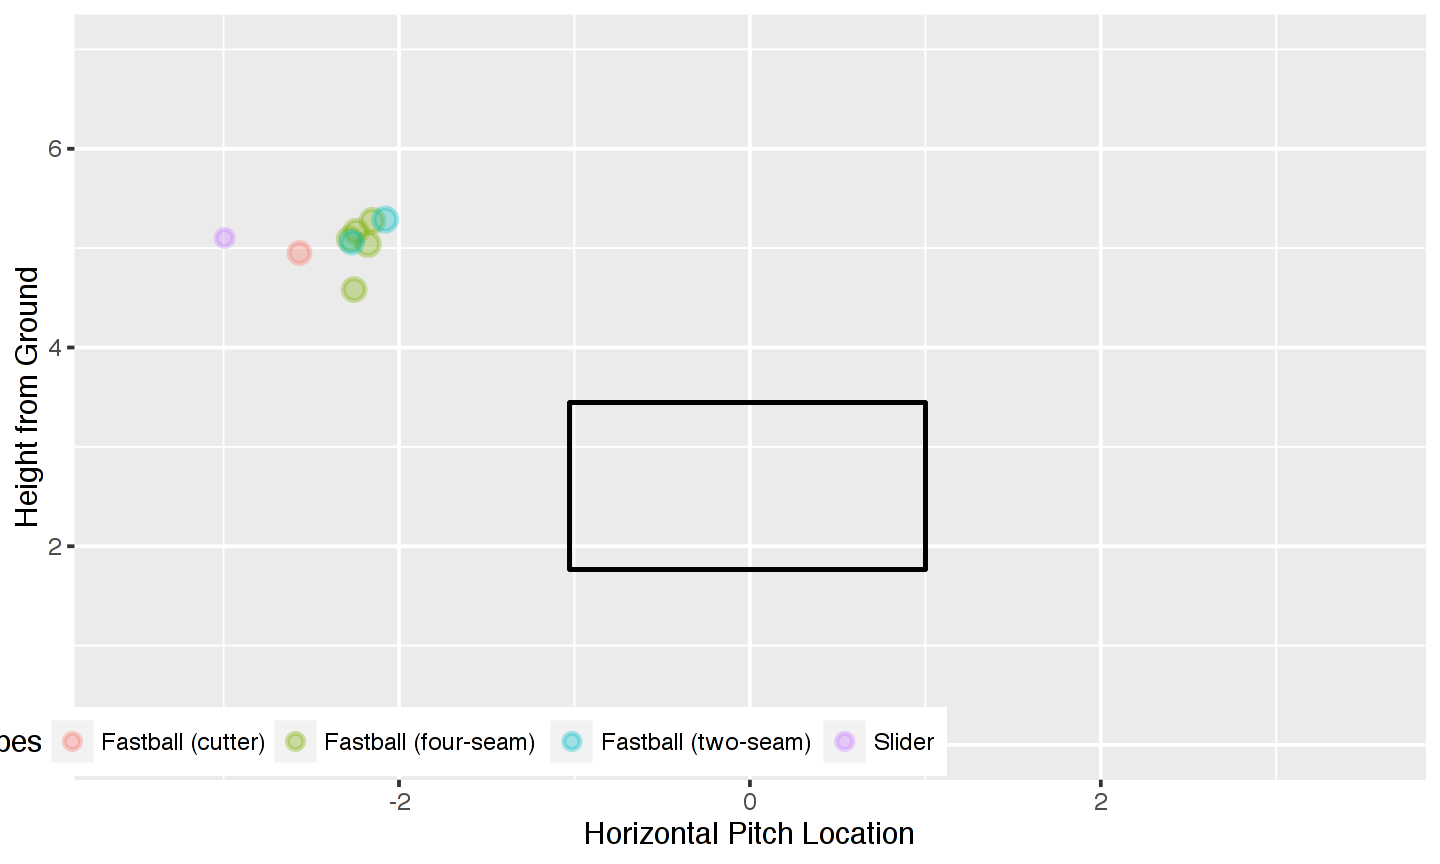 Height from Ground
6
4
2
Fastball (cutter) Fastball (four-seam) Fastball (two-seam) Slider
-2 0 2
Horizontal Pitch Location